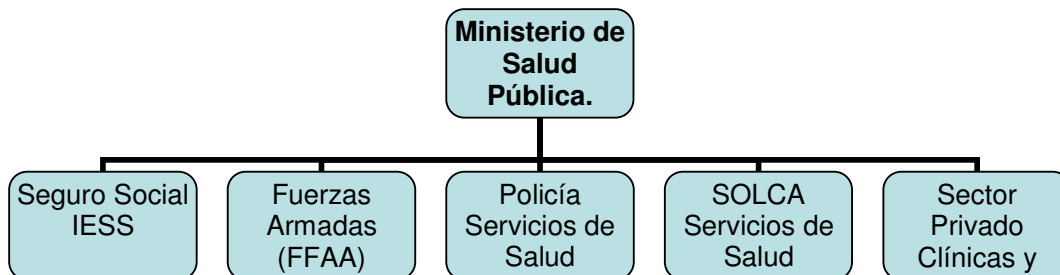 Ministerio de
Salud
Pública.
Seguro Social
IESS
Fuerzas
Armadas
(FFAA)
Policía
Servicios de
Salud
SOLCA
Servicios de
Salud
Sector
Privado
Clínicas y